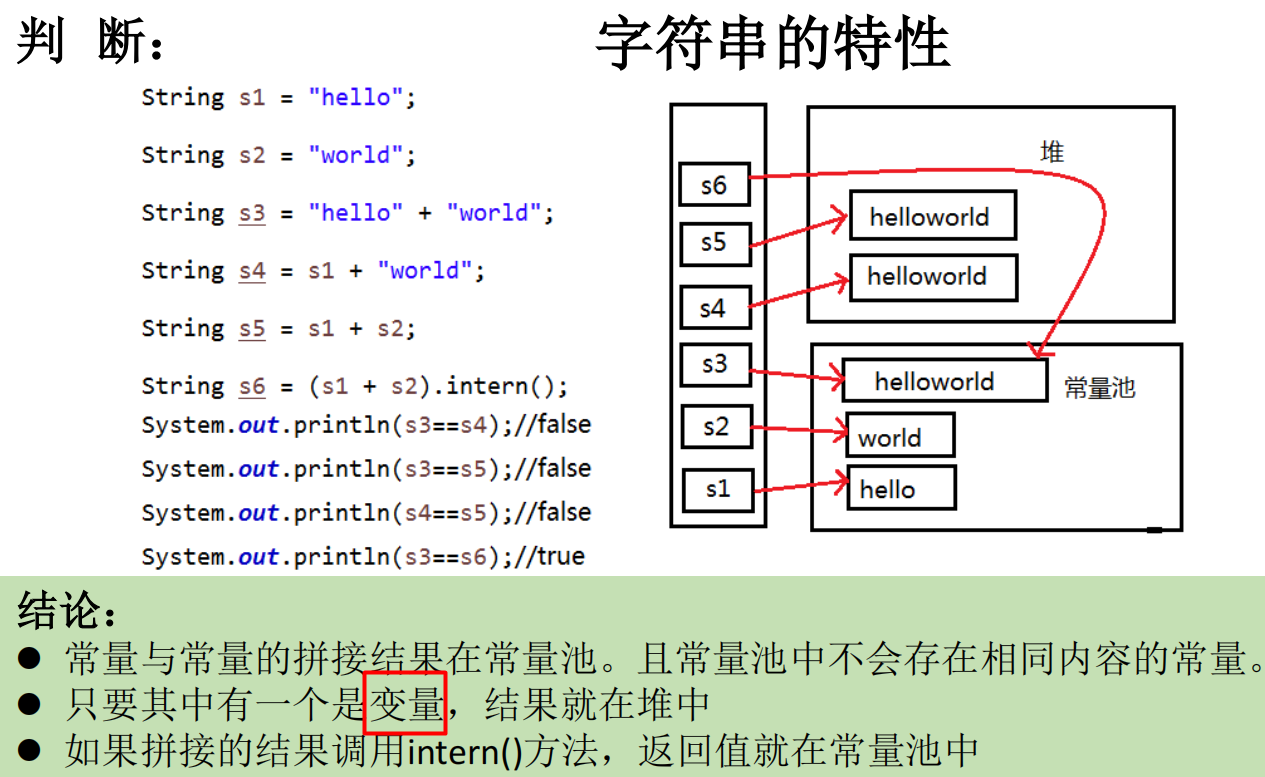 判 断：
字符串的特性
String s1 = "hello";
String s2 = "world";
String s3 = "hello" + "world";
String s4 = s1 + "world";
String s5 = s1 + s2;
String s6 = (s1 + s2).intern();
System.out.println(s3==s4);//false
System.out.println(s3==s5);//false
System.out.println(s4==s5);//false
System.out.println(s3==s6);//true
堆
s6
helloworld
s5
helloworld
s4
s3
helloworld
常量池
s2
world
s1
hello
结论：
● 常量与常量的拼接结果在常量池。且常量池中不会存在相同内容的常量。
● 只要其中有一个是变量，结果就在堆中
● 如果拼接的结果调用intern()方法，返回值就在常量池中